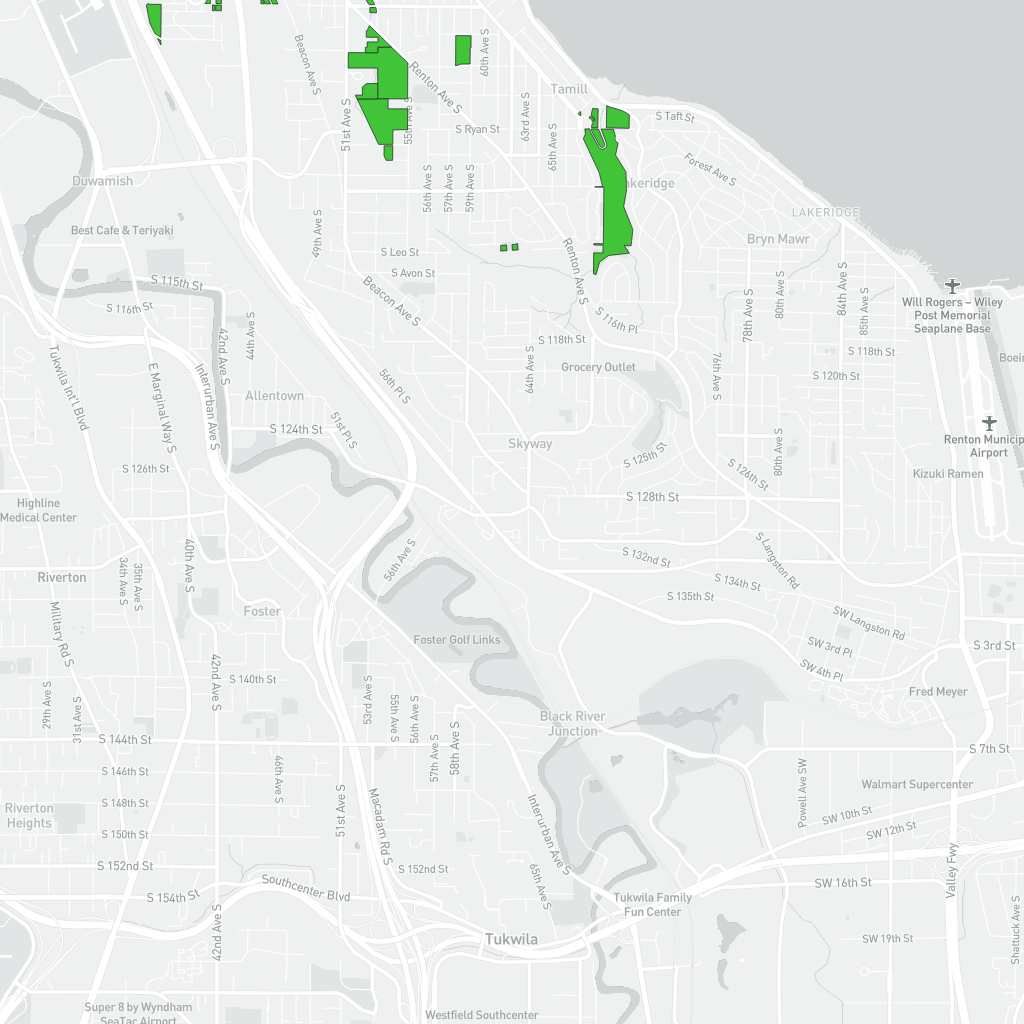 Beacon Ave S
60th Ave S
Renton Ave S
Tamill
63rd Ave S
S Taft St
51st Ave S
55th Ave S
S Ryan St
65th Ave S
Forest Ave S
Duwamish
56th Ave S
57th Ave S
59th Ave S
LAKERIDGE
Best Cafe & Teriyaki
49th Ave S
Bryn Mawr
S Leo St
Renton Ave S
S Avon St
S 115th St
S 116th St
Beacon Ave S
80th Ave S
84th Ave S
85th Ave S
78th Ave S
Will Rogers – Wiley
Post Memorial
Seaplane Base
S 116th Pl
44th Ave S
42nd Ave S
S 118th St
S 118th St
Tukwila Int'l Blvd
E Marginal Way S
Interurban Ave S
56th Pl S
64th Ave S
Grocery Outlet
76th Ave S
S 120th St
Allentown
51st Pl S
S 124th St
Skyway
80th Ave S
Renton Municip
Airport
S 125th St
S 126th St
S 126th St
Kizuki Ramen
Highline
Medical Center
S 128th St
56th Ave S
S 132nd St
S Langston Rd
34th Ave S
35th Ave S
40th Ave S
Riverton
S 134th St
S 135th St
Foster
Military Rd S
Foster Golf Links
SW Langston Rd
SW 3rd Pl
S 3rd St
SW 4th Pl
42nd Ave S
S 140th St
29th Ave S
31st Ave S
53rd Ave S
55th Ave S
56th Ave S
Fred Meyer
Black River
Junction
S 144th St
57th Ave S
58th Ave S
S 7th St
S 146th St
46th Ave S
Powell Ave SW
Walmart Supercenter
Riverton
Heights
S 148th St
51st Ave S
Macadam Rd S
Interurban Ave S
SW 10th St
SW 12th St
S 150th St
S 152nd St
S 152nd St
Valley Fwy
65th Ave S
SW 16th St
S 154th St
Southcenter Blvd
Tukwila Family
Fun Center
42nd Ave S
Tukwila
SW 19th St
Shattuck Ave S
Super 8 by Wyndham
SeaTac Airport
Westfield Southcenter